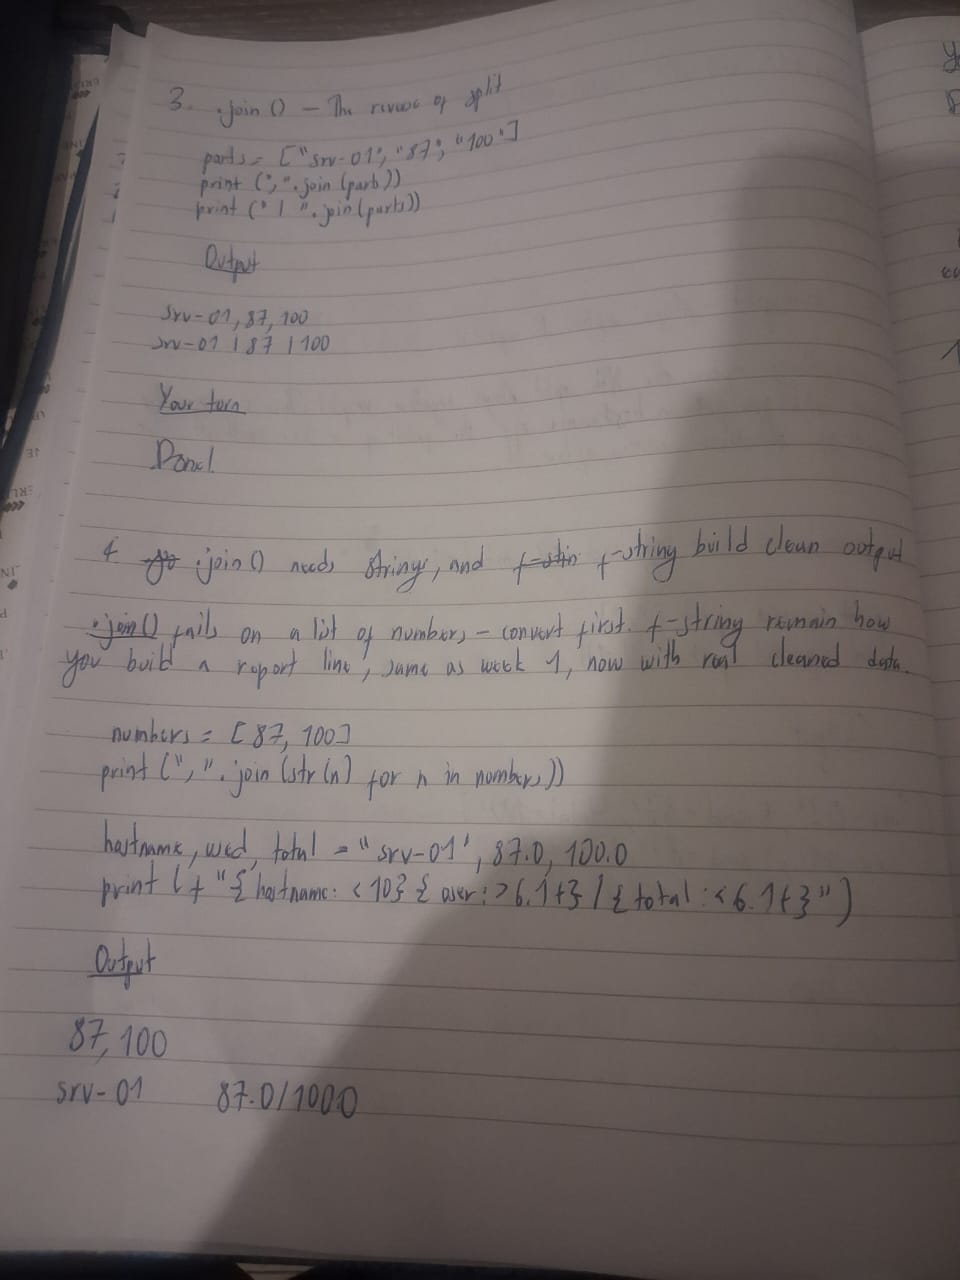 3. .join() – The reverse of split
parts = ["srv-01", "87", "100"]
print (",".join(parts))
print (" | ".join(parts))
Output
srv-01,87,100
srv-01 | 87 | 100
Your turn
Done!
4 .join() needs strings, and f-string build clean output
.join() fails on a list of numbers – convert first. f-string remain how
you build a report line, same as week 1, now with real cleaned data.
numbers = [87, 100]
print (",".join(str(n) for n in numbers))
hostname, used, total = "srv-01", 87.0, 100.0
print (f "{hostname: <10} { user: >6.1f} / { total : <6.1f}")
Output
87,100
srv-01 87.0/100.0